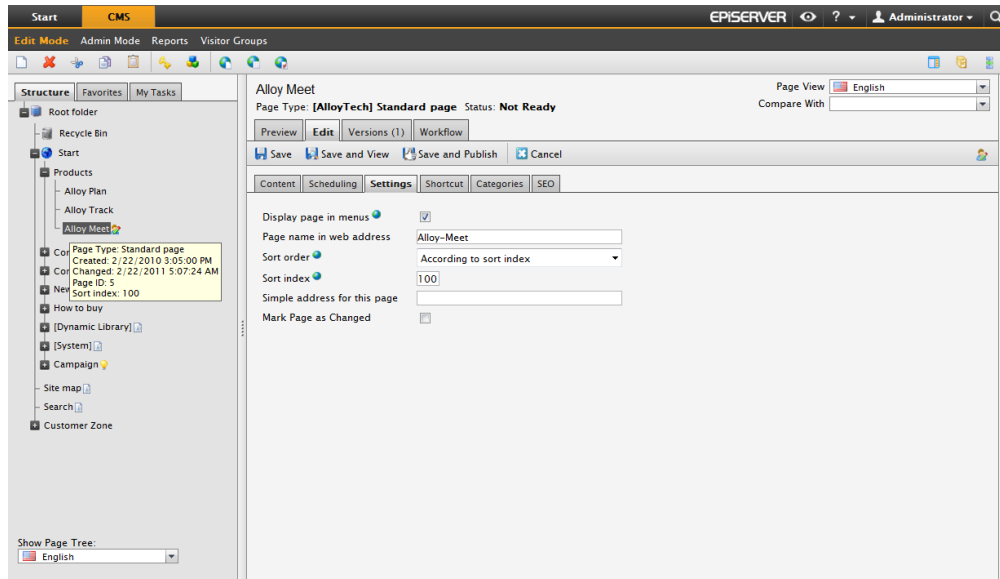 Start CMS EPiSERVER ? Administrator
Edit Mode Admin Mode Reports Visitor Groups
Structure Favorites My Tasks
Root folder
Recycle Bin
Start
Products
Alloy Plan
Alloy Track
Alloy Meet
Page Type: Standard page
Created: 2/22/2010 3:05:00 PM
Changed: 2/22/2011 5:07:24 AM
Page ID: 5
Sort index: 100
How to buy
[Dynamic Library]
[System]
Campaign
Site map
Search
Customer Zone
Show Page Tree:
English
Alloy Meet
Page Type: [AlloyTech] Standard page Status: Not Ready
Page View English
Compare With
Preview Edit Versions (1) Workflow
Save Save and View Save and Publish Cancel
Content Scheduling Settings Shortcut Categories SEO
Display page in menus
Page name in web address Alloy-Meet
Sort order According to sort index
Sort index 100
Simple address for this page
Mark Page as Changed